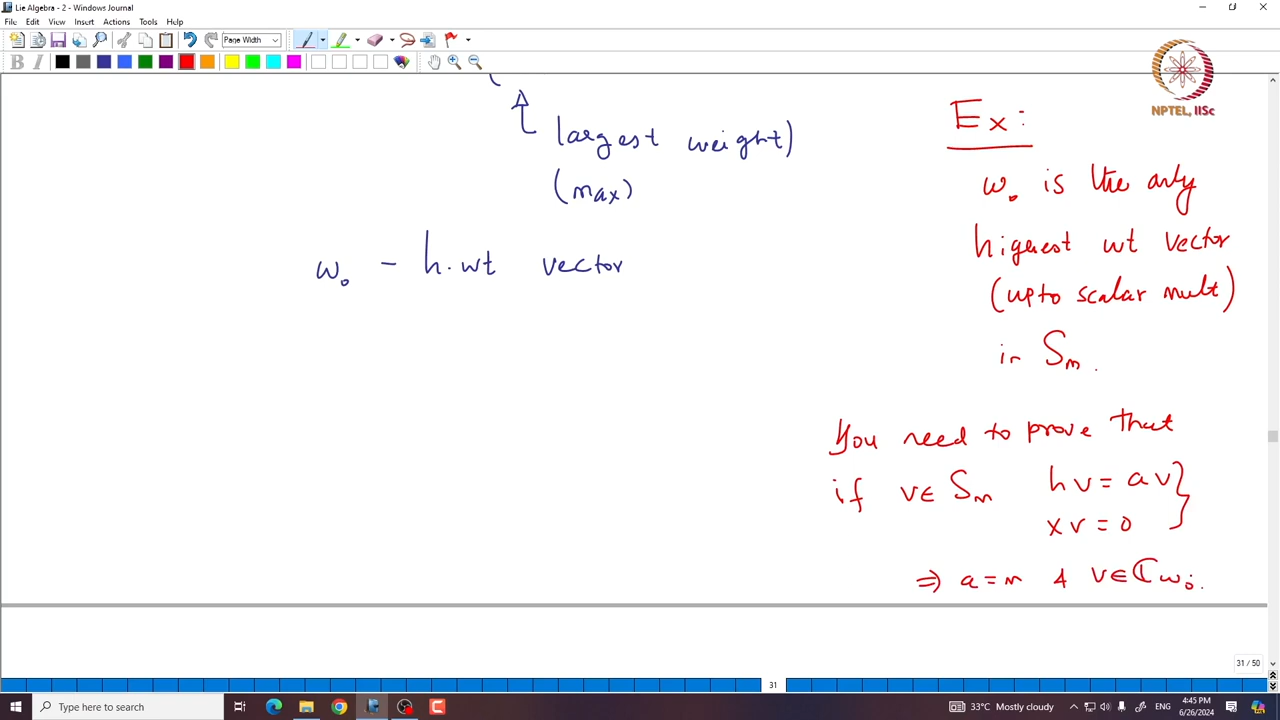 Lie Algebra - 2 - Windows Journal
File Edit View Insert Actions Tools Help
Page Width
NPTEL, IISc
largest weight)
(max)
w₀ - h.wt vector
Ex:
w₀ is the only
highest wt vector
(upto scalar mult)
in Sₘ.
You need to prove that
if v∈ Sₘ hv = av }
xv = 0
⇒ a = m & v∈ℂw₀.
31 / 50
31
Type here to search
33°C Mostly cloudy
ENG
4:45 PM
6/26/2024